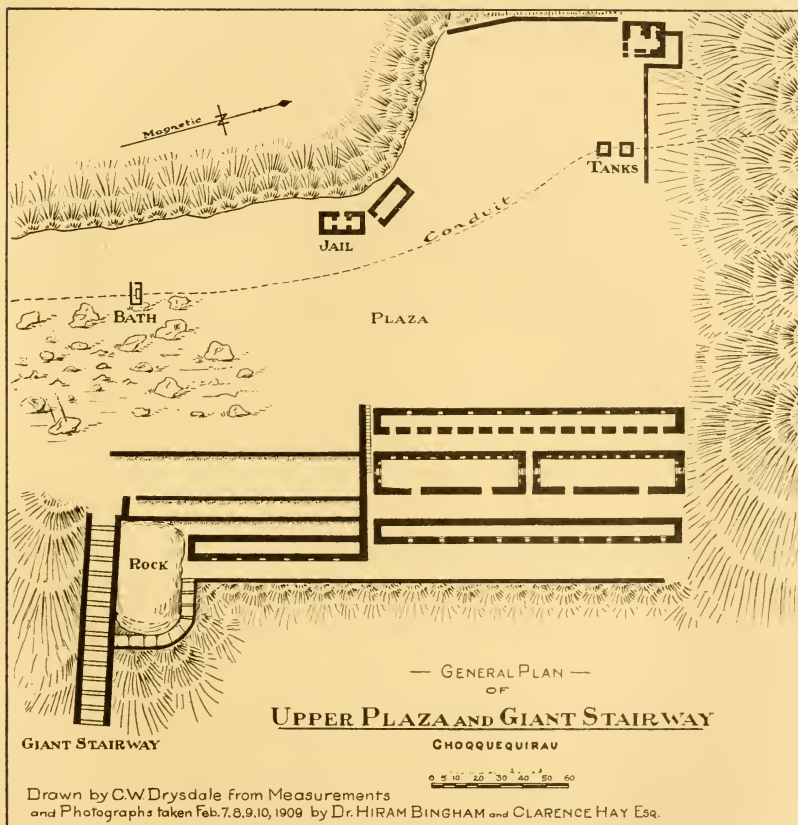 Magnetic N
TANKS
Conduit
JAIL
BATH
PLAZA
ROCK
GIANT STAIRWAY
— GENERAL PLAN —
OF
UPPER PLAZA AND GIANT STAIRWAY
CHOQQUEQUIRAU
0 5 10 20 30 40 50 60
Drawn by C.W. Drysdale from Measurements
and Photographs taken Feb. 7, 8, 9, 10, 1909 by Dr. HIRAM BINGHAM and CLARENCE HAY ESQ.